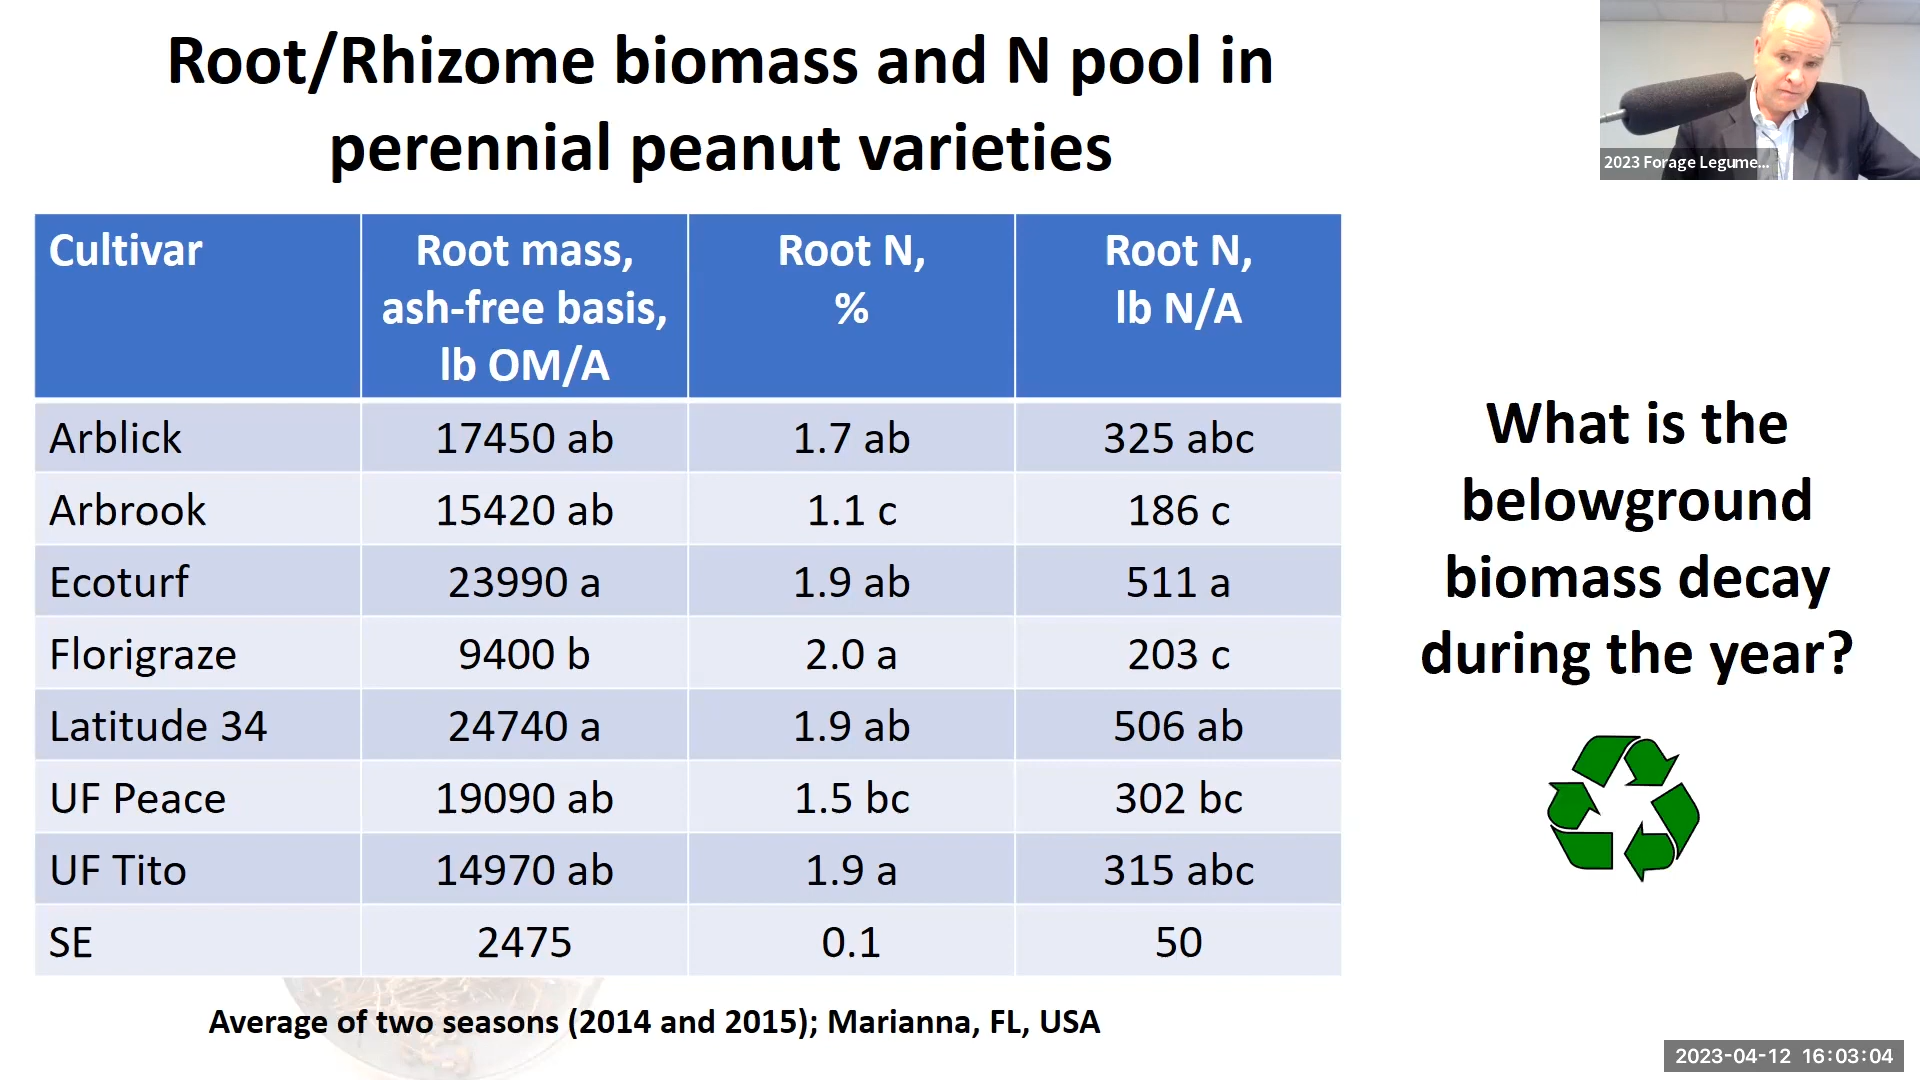 Root/Rhizome biomass and N pool in
perennial peanut varieties
2023 Forage Legume...
Cultivar Root mass, ash-free basis, lb OM/A Root N, % Root N, lb N/A
Arblick 17450 ab 1.7 ab 325 abc
Arbrook 15420 ab 1.1 c 186 c
Ecoturf 23990 a 1.9 ab 511 a
Florigraze 9400 b 2.0 a 203 c
Latitude 34 24740 a 1.9 ab 506 ab
UF Peace 19090 ab 1.5 bc 302 bc
UF Tito 14970 ab 1.9 a 315 abc
SE 2475 0.1 50
Average of two seasons (2014 and 2015); Marianna, FL, USA
What is the
belowground
biomass decay
during the year?
2023-04-12 16:03:04